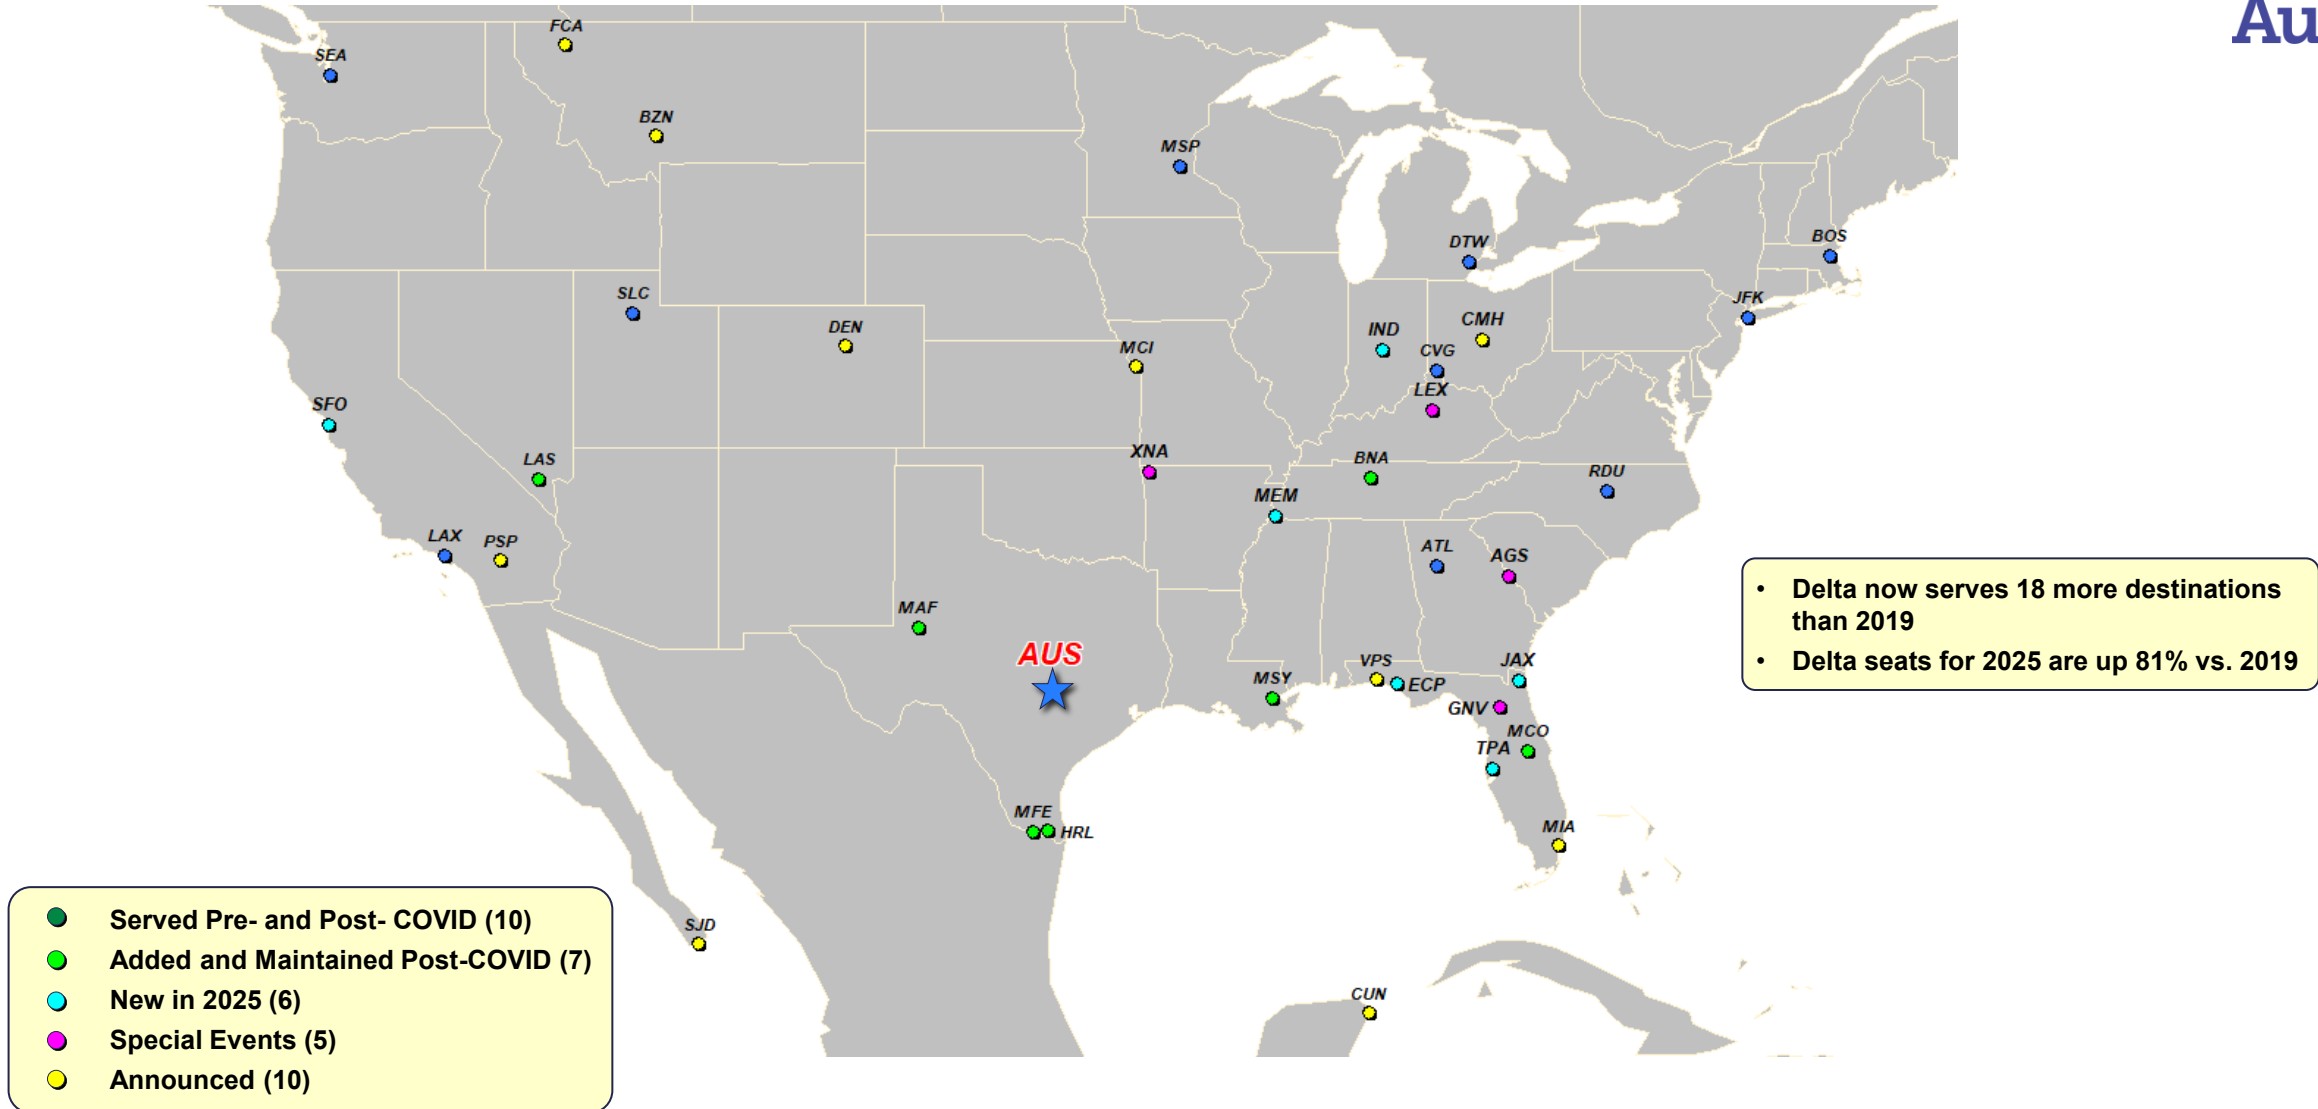 Au
FCA
SEA
BZN
MSP
BOS
DTW
SLC
JFK
DEN
IND
CMH
MCI
CVG
LEX
SFO
XNA
LAS
BNA
RDU
MEM
LAX
PSP
ATL
AGS
MAF
AUS
VPS
JAX
MSY
ECP
GNV
MCO
TPA
MFE
HRL
MIA
SJD
CUN
• Delta now serves 18 more destinations
than 2019
• Delta seats for 2025 are up 81% vs. 2019
Served Pre- and Post- COVID (10)
Added and Maintained Post-COVID (7)
New in 2025 (6)
Special Events (5)
Announced (10)